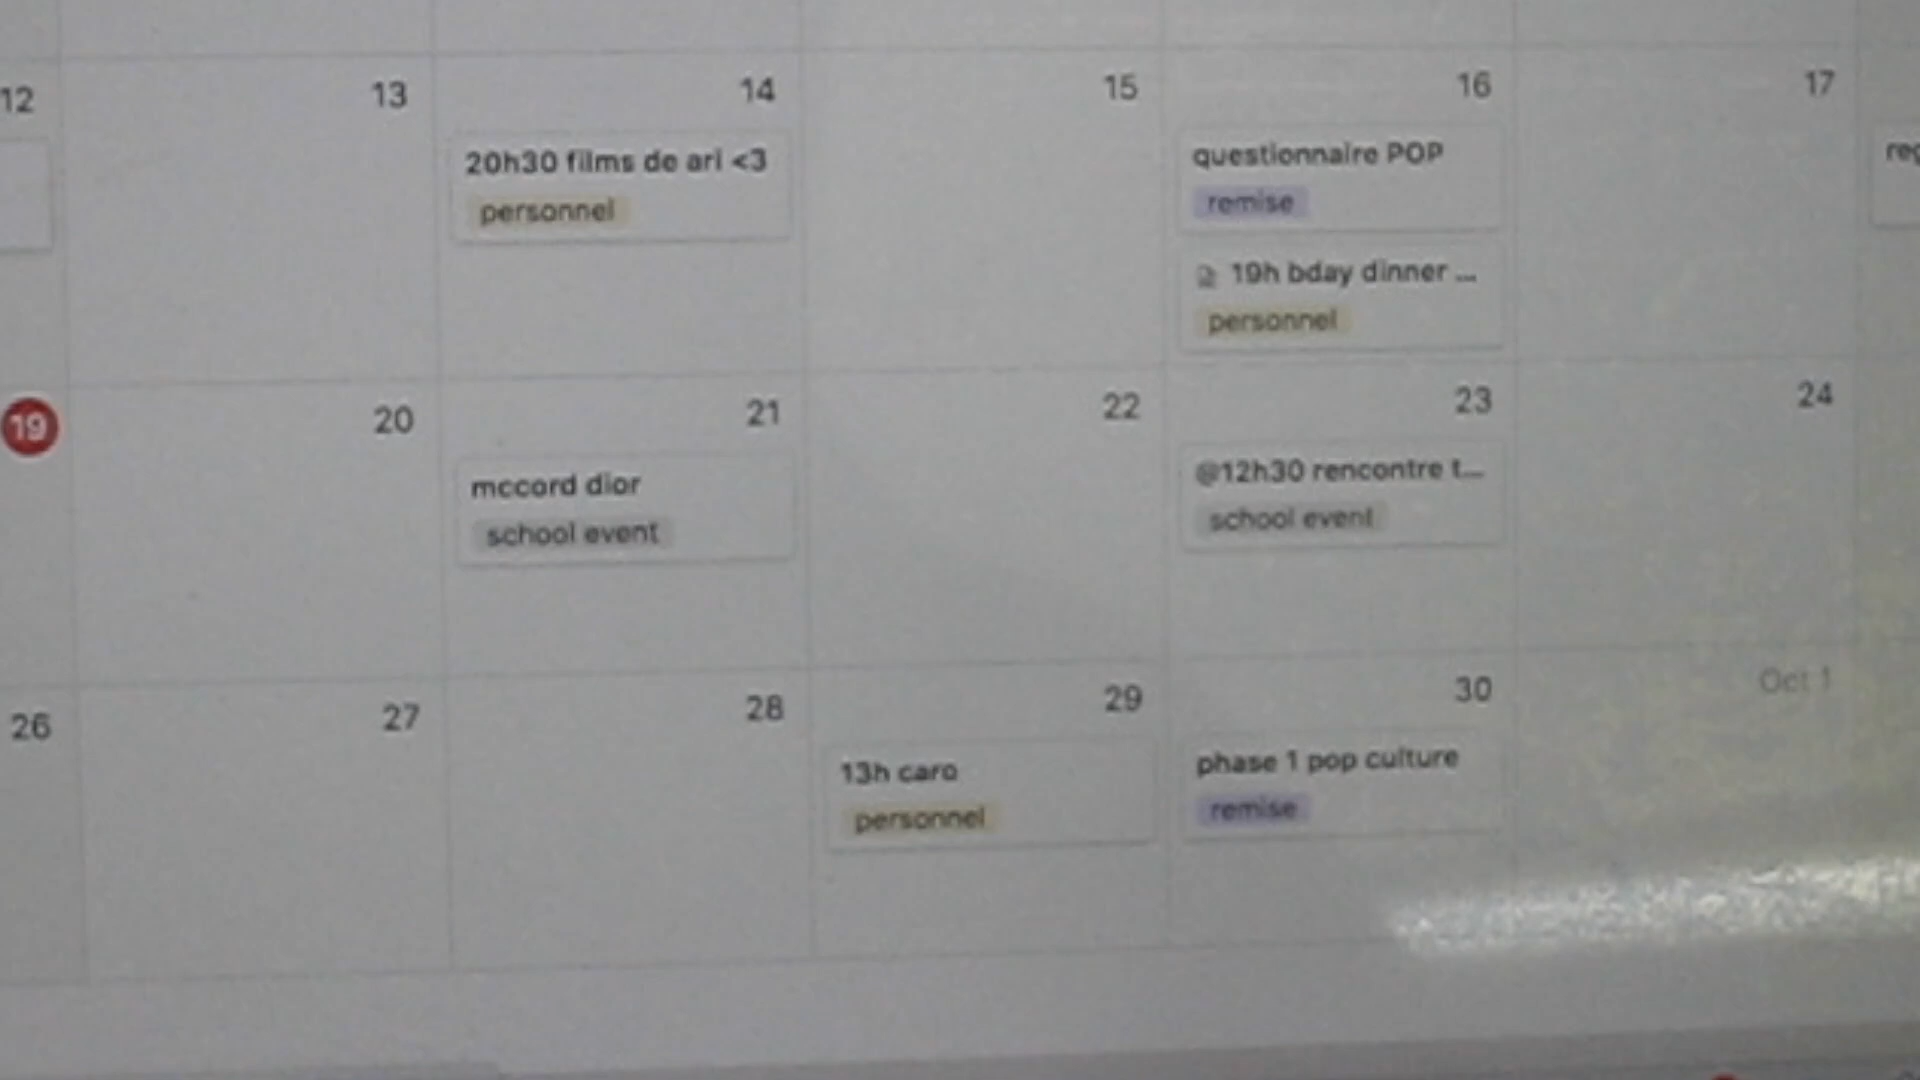 12 13 14 15 16 17
20h30 films de ari <3
personnel
questionnaire POP
remise
19h bday dinner ...
personnel
reg
19 20 21 22 23 24
mccord dior
school event
@12h30 rencontre t...
school event
26 27 28 29 30 Oct 1
13h caro
personnel
phase 1 pop culture
remise